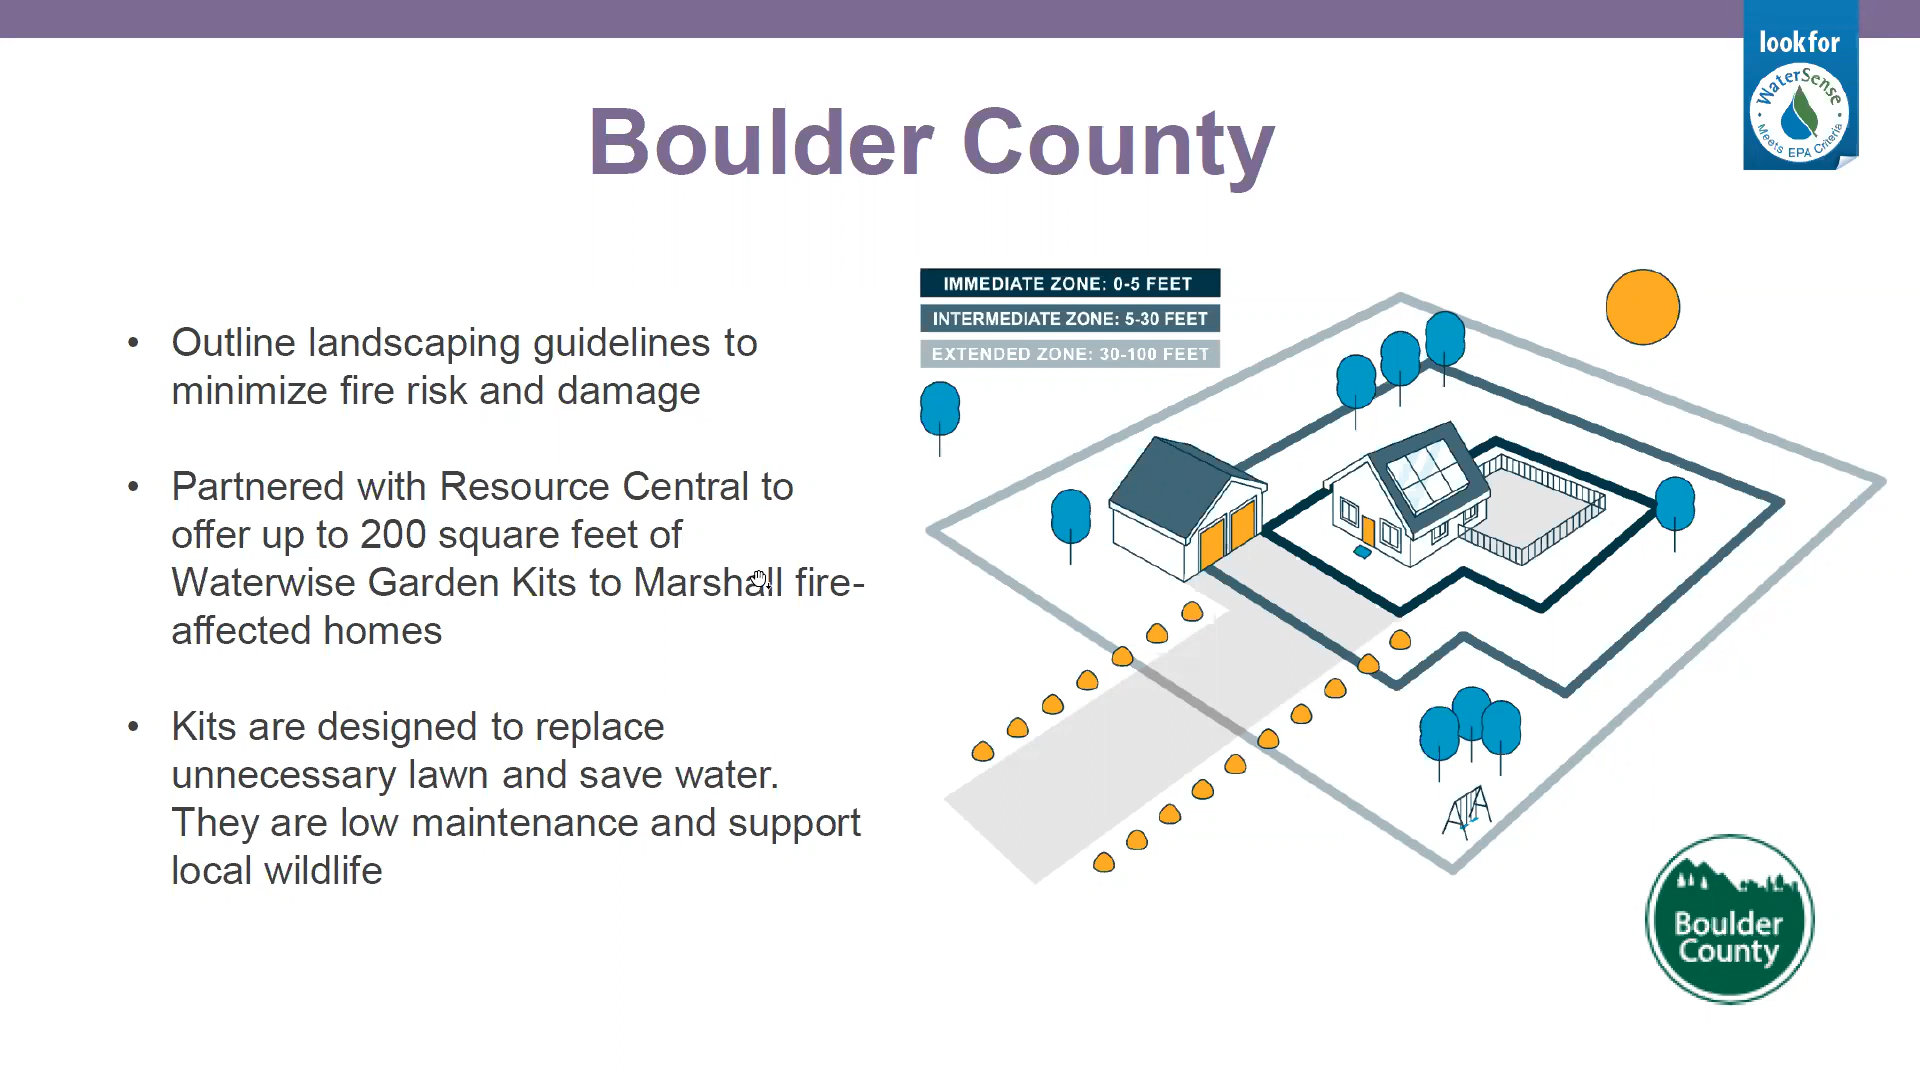 look for
WaterSense
Meets EPA Criteria
Boulder County
• Outline landscaping guidelines to
minimize fire risk and damage
• Partnered with Resource Central to
offer up to 200 square feet of
Waterwise Garden Kits to Marshall fire-
affected homes
• Kits are designed to replace
unnecessary lawn and save water.
They are low maintenance and support
local wildlife
IMMEDIATE ZONE: 0-5 FEET
INTERMEDIATE ZONE: 5-30 FEET
EXTENDED ZONE: 30-100 FEET
Boulder
County